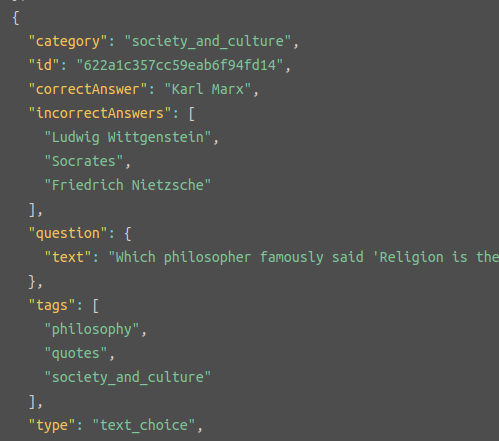 {
"category": "society_and_culture",
"id": "622a1c357cc59eab6f94fd14",
"correctAnswer": "Karl Marx",
"incorrectAnswers": [
"Ludwig Wittgenstein",
"Socrates",
"Friedrich Nietzsche"
],
"question": {
"text": "Which philosopher famously said 'Religion is the
},
"tags": [
"philosophy",
"quotes",
"society_and_culture"
],
"type": "text_choice",